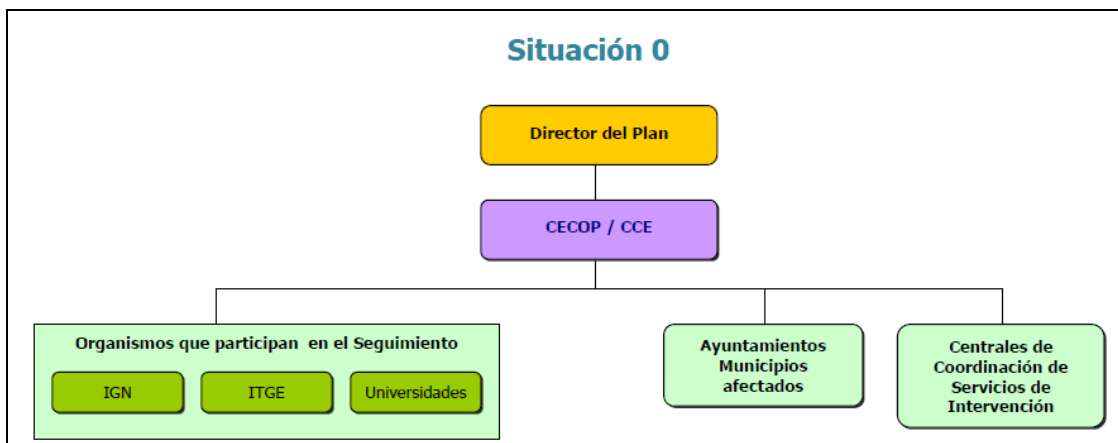 Situación 0
Director del Plan
CECOP / CCE
Organismos que participan en el Seguimiento
IGN
ITGE
Universidades
Ayuntamientos
Municipios
afectados
Centrales de
Coordinación de
Servicios de
Intervención